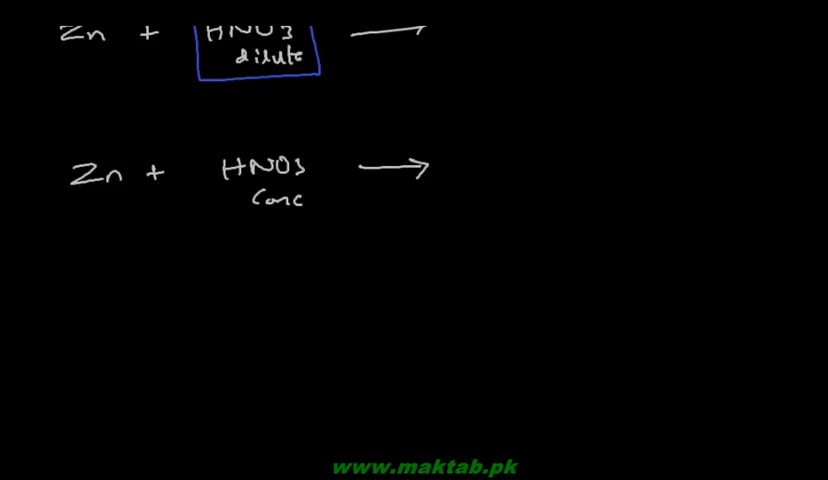 Zn + HNO3 →
dilute
Zn + HNO3 →
Conc
www.maktab.pk